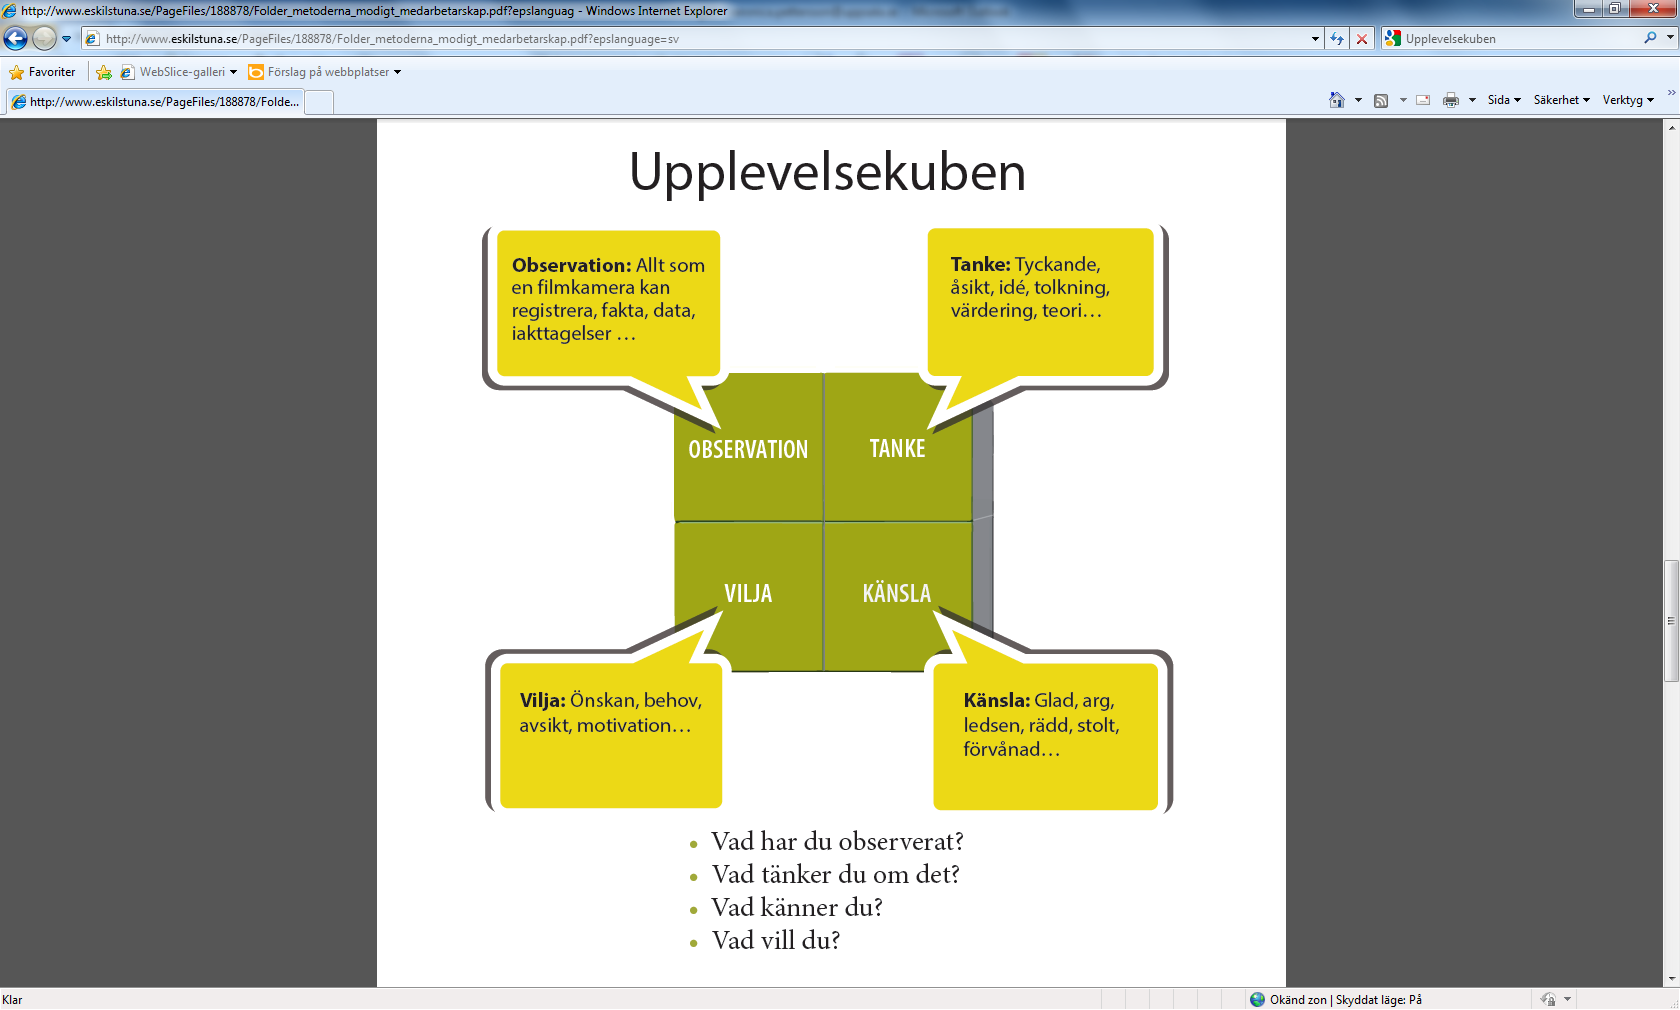 http://www.eskilstuna.se/PageFiles/188878/Folder_metoderna_modigt_medarbetarskap.pdf?epslanguag - Windows Internet Explorer
http://www.eskilstuna.se/PageFiles/188878/Folder_metoderna_modigt_medarbetarskap.pdf?epslanguage=sv
Upplevelsekuben
Favoriter
WebSlice-galleri
Förslag på webbplatser
http://www.eskilstuna.se/PageFiles/188878/Folde...
Sida
Säkerhet
Verktyg
Upplevelsekuben
Observation: Allt som
en filmkamera kan
registrera, fakta, data,
iakttagelser …
Tanke: Tyckande,
åsikt, idé, tolkning,
värdering, teori…
OBSERVATION
TANKE
VILJA
KÄNSLA
Vilja: Önskan, behov,
avsikt, motivation…
Känsla: Glad, arg,
ledsen, rädd, stolt,
förvånad…
• Vad har du observerat?
• Vad tänker du om det?
• Vad känner du?
• Vad vill du?
Klar
Okänd zon | Skyddat läge: På